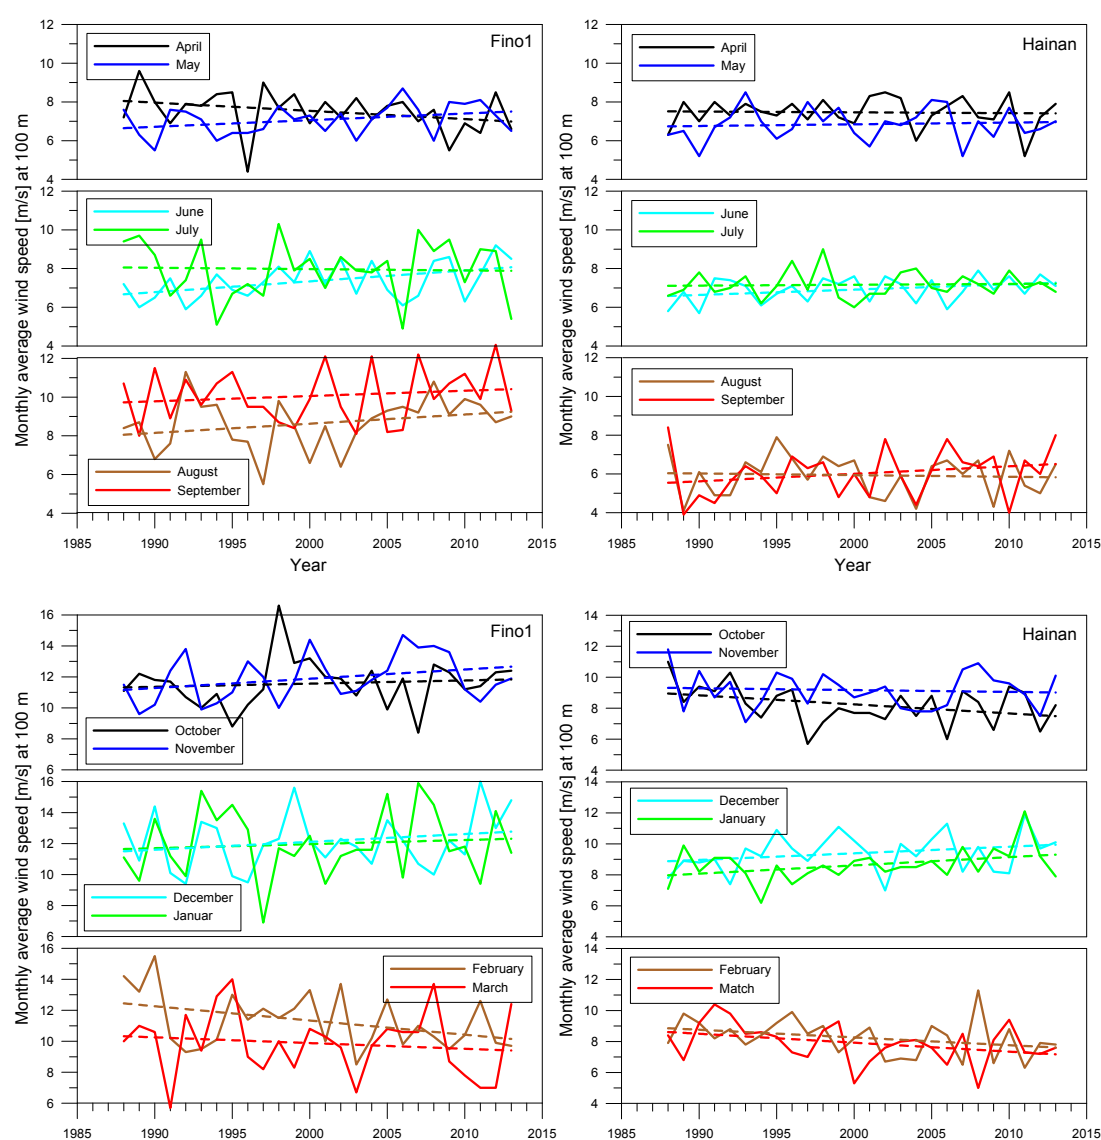 12
10
8
6
4
April
May
Fino1
12
10
8
6
4
June
July
12
10
8
6
4
August
September
1985 1990 1995 2000 2005 2010 2015
Year
Monthly average wind speed [m/s] at 100 m
12
10
8
6
4
April
May
Hainan
12
10
8
6
4
June
July
12
10
8
6
4
August
September
1985 1990 1995 2000 2005 2010 2015
Year
Monthly average wind speed [m/s] at 100 m
16
14
12
10
8
6
October
November
Fino1
16
14
12
10
8
6
December
Januar
16
14
12
10
8
6
February
March
1985 1990 1995 2000 2005 2010 2015
Monthly average wind speed [m/s] at 100 m
14
12
10
8
6
4
October
November
Hainan
14
12
10
8
6
4
December
January
14
12
10
8
6
4
February
Match
1985 1990 1995 2000 2005 2010 2015
Monthly average wind speed [m/s] at 100 m